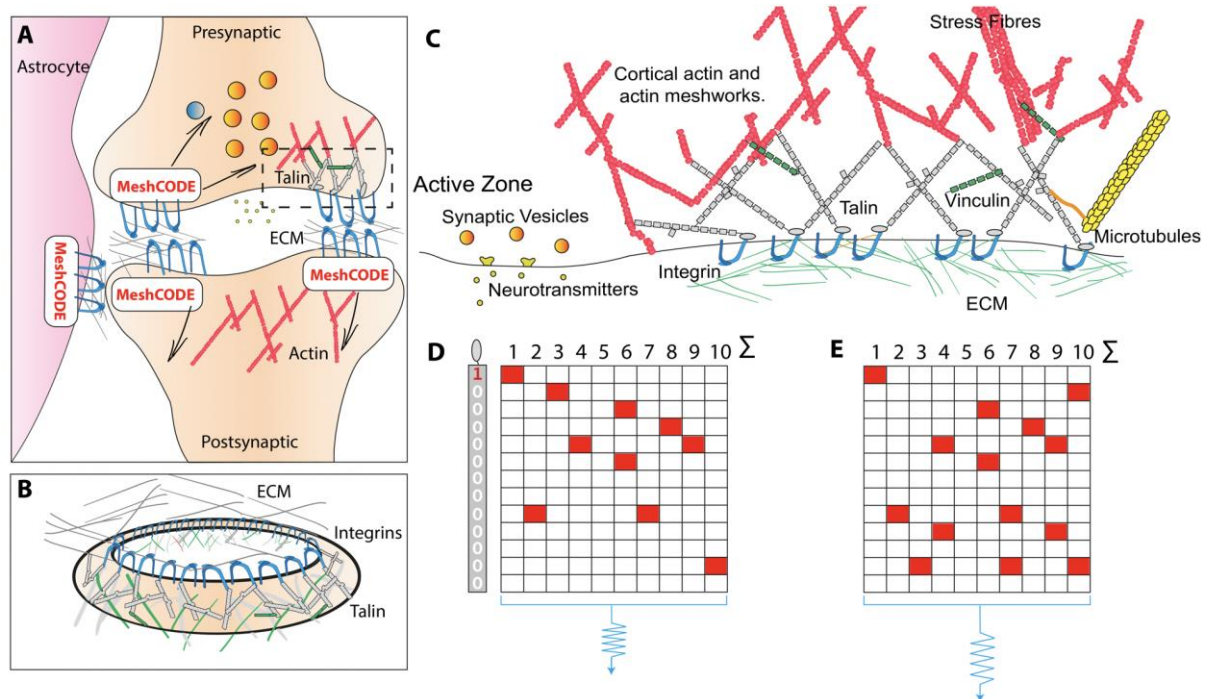 A
Presynaptic
Astrocyte
MeshCODE
Talin
ECM
MeshCODE
MeshCODE
MeshCODE
Actin
Postsynaptic
B
ECM
Integrins
Talin
C
Stress Fibres
Cortical actin and
actin meshworks.
Active Zone
Synaptic Vesicles
Talin
Vinculin
Microtubules
Integrin
Neurotransmitters
ECM
D
1 2 3 4 5 6 7 8 9 10 Σ
1
0
0
0
0
0
0
0
0
0
0
0
E
1 2 3 4 5 6 7 8 9 10 Σ